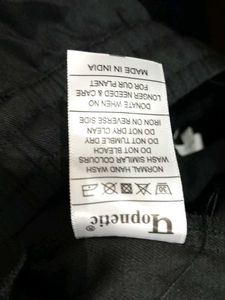 Uopnetic®
NORMAL HAND WASH
WASH SIMILAR COLOURS
DO NOT BLEACH
DO NOT TUMBLE DRY
DO NOT DRY CLEAN
IRON ON REVERSE SIDE
DONATE WHEN NO
LONGER NEEDED & CARE
FOR OUR PLANET
MADE IN INDIA